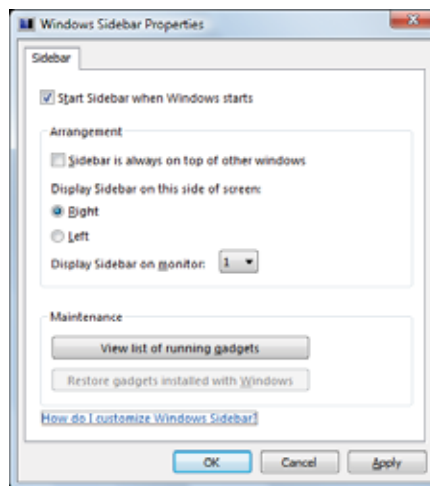 Windows Sidebar Properties
Sidebar
Start Sidebar when Windows starts
Arrangement
Sidebar is always on top of other windows
Display Sidebar on this side of screen:
Right
Left
Display Sidebar on monitor: 1
Maintenance
View list of running gadgets
Restore gadgets installed with Windows
How do I customize Windows Sidebar?
OK Cancel Apply